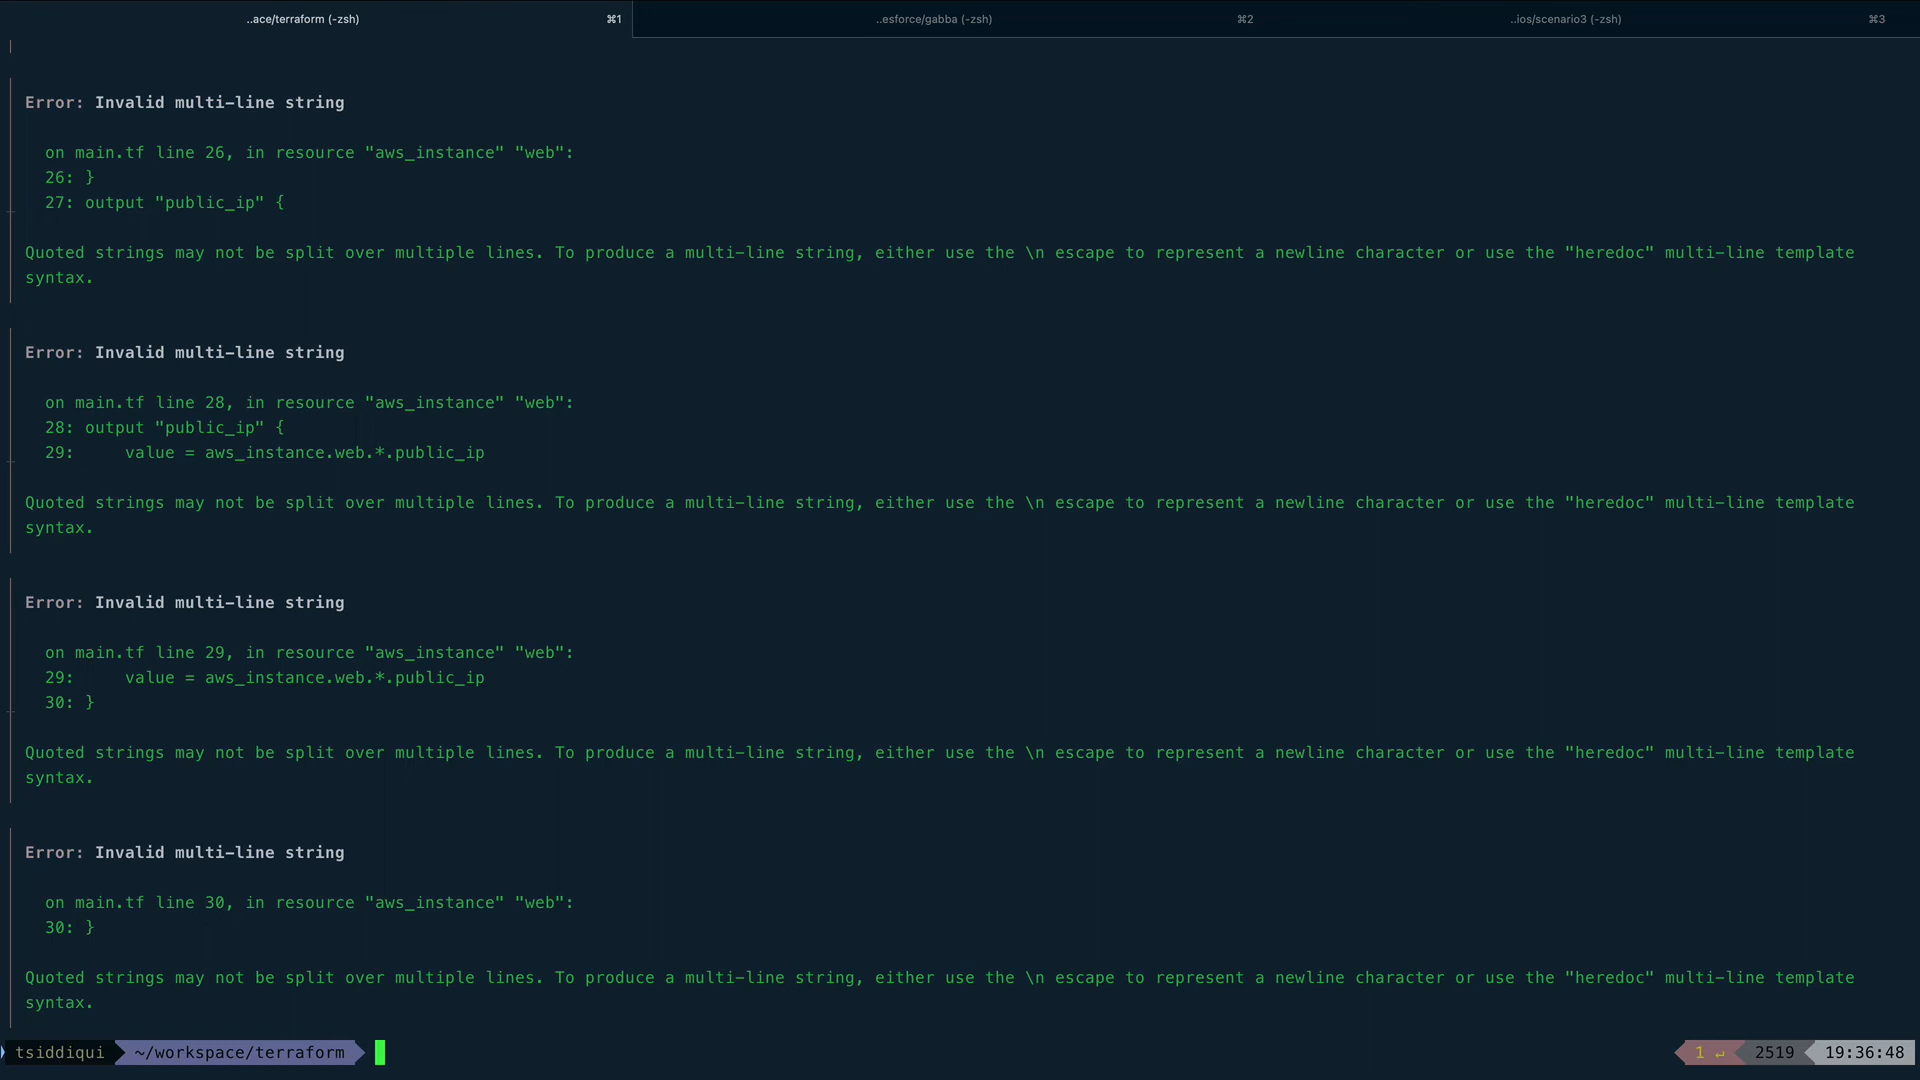 ..ace/terraform (-zsh) ⌘1 ..esforce/gabba (-zsh) ⌘2 ..ios/scenario3 (-zsh) ⌘3
Error: Invalid multi-line string
on main.tf line 26, in resource "aws_instance" "web":
26: }
27: output "public_ip" {
Quoted strings may not be split over multiple lines. To produce a multi-line string, either use the \n escape to represent a newline character or use the "heredoc" multi-line template
syntax.
Error: Invalid multi-line string
on main.tf line 28, in resource "aws_instance" "web":
28: output "public_ip" {
29:     value = aws_instance.web.*.public_ip
Quoted strings may not be split over multiple lines. To produce a multi-line string, either use the \n escape to represent a newline character or use the "heredoc" multi-line template
syntax.
Error: Invalid multi-line string
on main.tf line 29, in resource "aws_instance" "web":
29:     value = aws_instance.web.*.public_ip
30: }
Quoted strings may not be split over multiple lines. To produce a multi-line string, either use the \n escape to represent a newline character or use the "heredoc" multi-line template
syntax.
Error: Invalid multi-line string
on main.tf line 30, in resource "aws_instance" "web":
30: }
Quoted strings may not be split over multiple lines. To produce a multi-line string, either use the \n escape to represent a newline character or use the "heredoc" multi-line template
syntax.
tsiddiqui ~/workspace/terraform 1 ↵ 2519 19:36:48